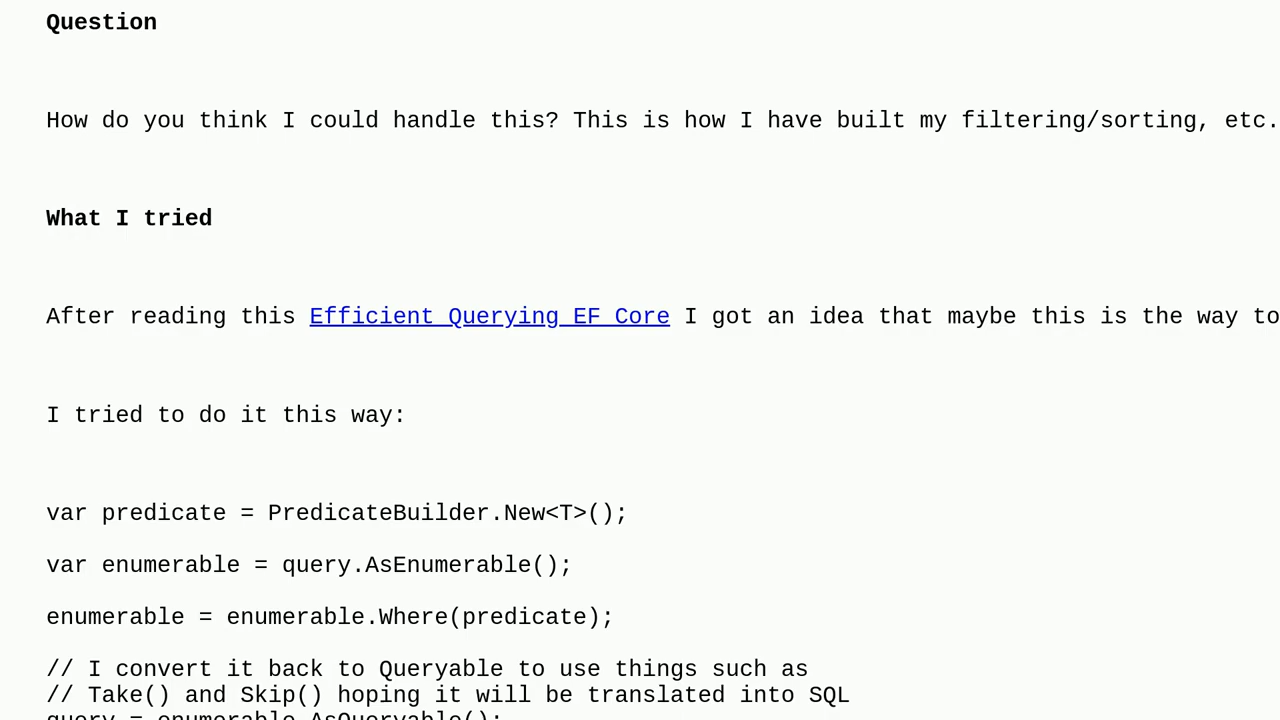 Question
How do you think I could handle this? This is how I have built my filtering/sorting, etc.
What I tried
After reading this Efficient Querying EF Core I got an idea that maybe this is the way to
I tried to do it this way:
var predicate = PredicateBuilder.New<T>();
var enumerable = query.AsEnumerable();
enumerable = enumerable.Where(predicate);
// I convert it back to Queryable to use things such as
// Take() and Skip() hoping it will be translated into SQL
query = enumerable.AsQueryable();